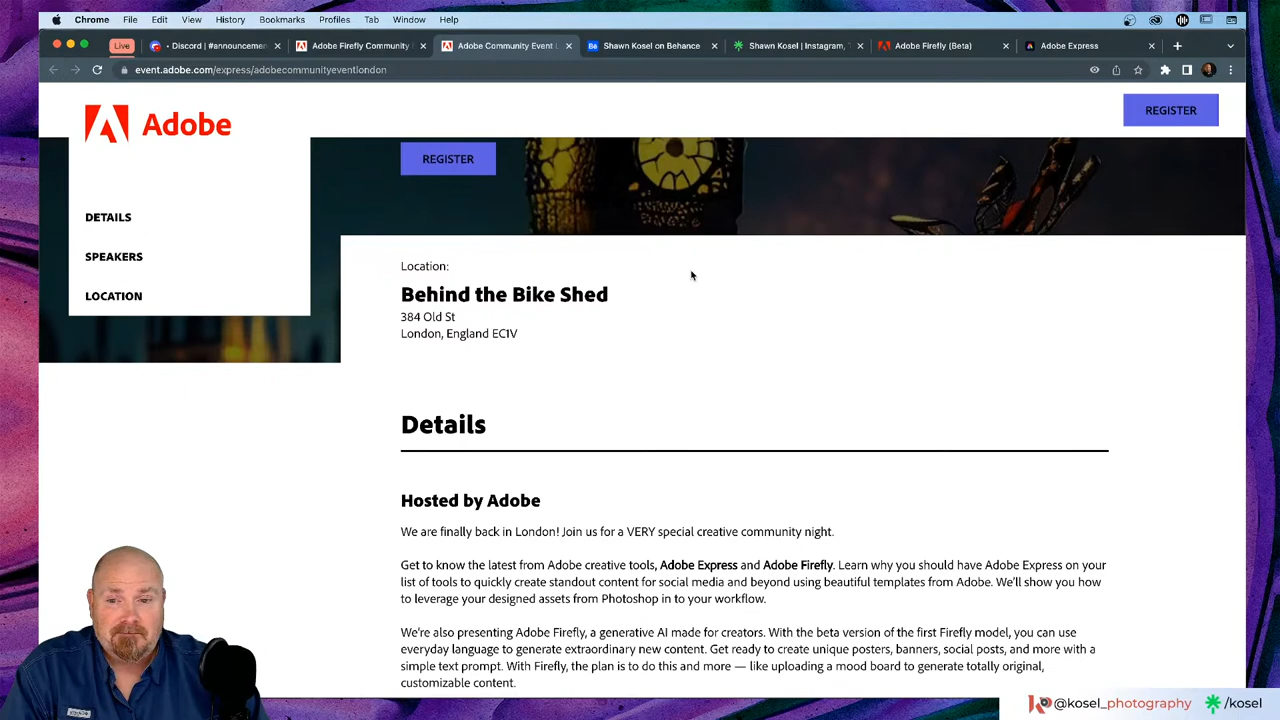 Chrome File Edit View History Bookmarks Profiles Tab Window Help
Live Discord | #announcemen Adobe Firefly Community Adobe Community Event L Shawn Kosel on Behance Shawn Kosel | Instagram, T Adobe Firefly (Beta) Adobe Express
event.adobe.com/express/adobecommunityeventlondon
Adobe
REGISTER
REGISTER
DETAILS
SPEAKERS
LOCATION
Location:
Behind the Bike Shed
384 Old St
London, England EC1V
Details
Hosted by Adobe
We are finally back in London! Join us for a VERY special creative community night.
Get to know the latest from Adobe creative tools, Adobe Express and Adobe Firefly. Learn why you should have Adobe Express on your
list of tools to quickly create standout content for social media and beyond using beautiful templates from Adobe. We'll show you how
to leverage your designed assets from Photoshop in to your workflow.
We're also presenting Adobe Firefly, a generative AI made for creators. With the beta version of the first Firefly model, you can use
everyday language to generate extraordinary new content. Get ready to create unique posters, banners, social posts, and more with a
simple text prompt. With Firefly, the plan is to do this and more — like uploading a mood board to generate totally original,
customizable content.
@kosel_photography /kosel